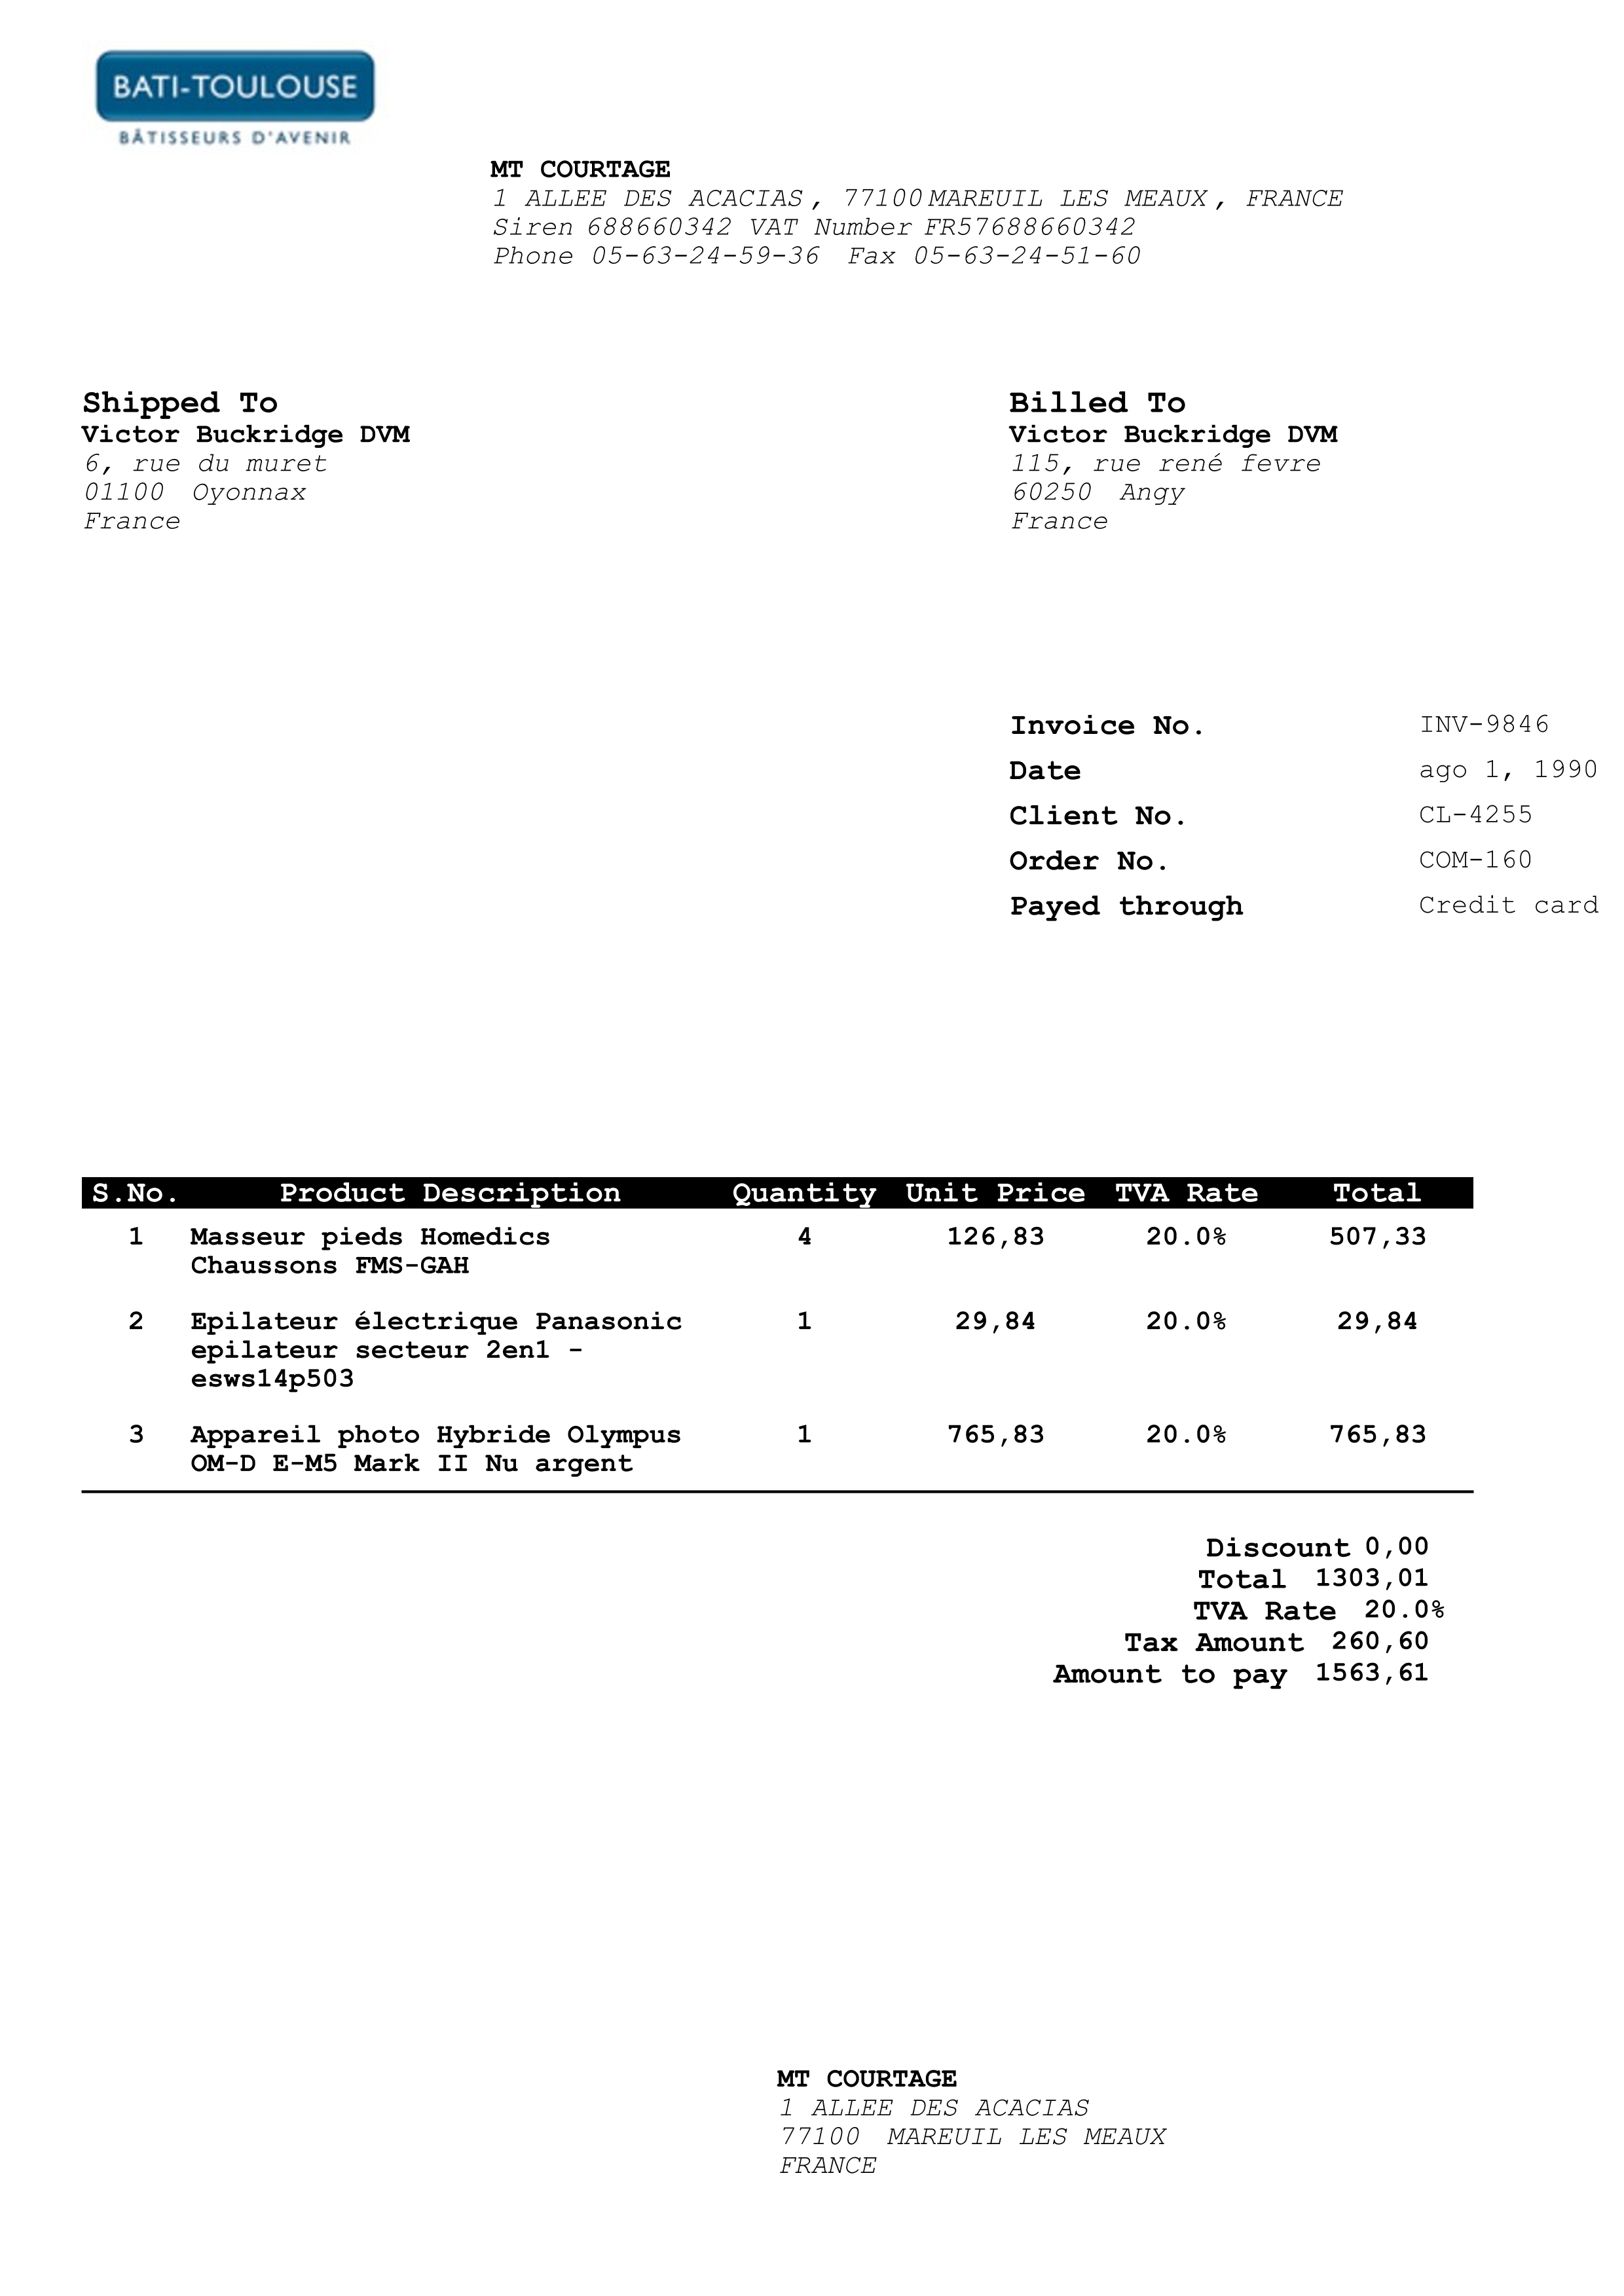 BATI-TOULOUSE
BÂTISSEURS D'AVENIR
MT COURTAGE
1 ALLEE DES ACACIAS, 77100 MAREUIL LES MEAUX, FRANCE
Siren 688660342 VAT Number FR57688660342
Phone 05-63-24-59-36 Fax 05-63-24-51-60
Shipped To
Victor Buckridge DVM
6, rue du muret
01100 Oyonnax
France
Billed To
Victor Buckridge DVM
115, rue rené fevre
60250 Angy
France
Invoice No. INV-9846
Date ago 1, 1990
Client No. CL-4255
Order No. COM-160
Payed through Credit card
S.No. Product Description Quantity Unit Price TVA Rate Total
1 Masseur pieds Homedics 4 126,83 20.0% 507,33
Chaussons FMS-GAH
2 Epilateur électrique Panasonic 1 29,84 20.0% 29,84
epilateur secteur 2en1 -
esws14p503
3 Appareil photo Hybride Olympus 1 765,83 20.0% 765,83
OM-D E-M5 Mark II Nu argent
Discount 0,00
Total 1303,01
TVA Rate 20.0%
Tax Amount 260,60
Amount to pay 1563,61
MT COURTAGE
1 ALLEE DES ACACIAS
77100 MAREUIL LES MEAUX
FRANCE